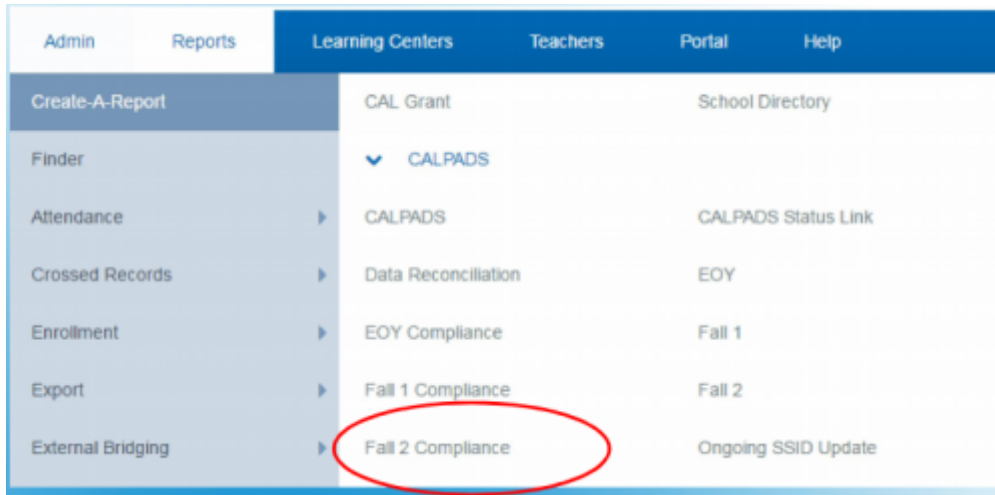 Admin Reports Learning Centers Teachers Portal Help
Create-A-Report CAL Grant School Directory
Finder CALPADS
Attendance CALPADS CALPADS Status Link
Crossed Records Data Reconciliation EOY
Enrollment EOY Compliance Fall 1
Export Fall 1 Compliance Fall 2
External Bridging Fall 2 Compliance Ongoing SSID Update